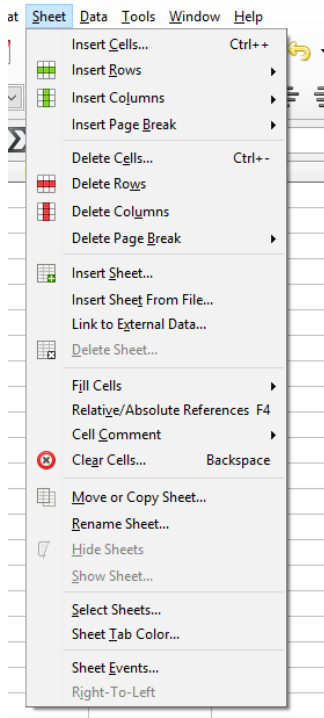 at Sheet Data Tools Window Help
Insert Cells... Ctrl++
Insert Rows
Insert Columns
Insert Page Break
Delete Cells... Ctrl+-
Delete Rows
Delete Columns
Delete Page Break
Insert Sheet...
Insert Sheet From File...
Link to External Data...
Delete Sheet...
Fill Cells
Relative/Absolute References F4
Cell Comment
Clear Cells... Backspace
Move or Copy Sheet...
Rename Sheet...
Hide Sheets
Show Sheet...
Select Sheets...
Sheet Tab Color...
Sheet Events...
Right-To-Left